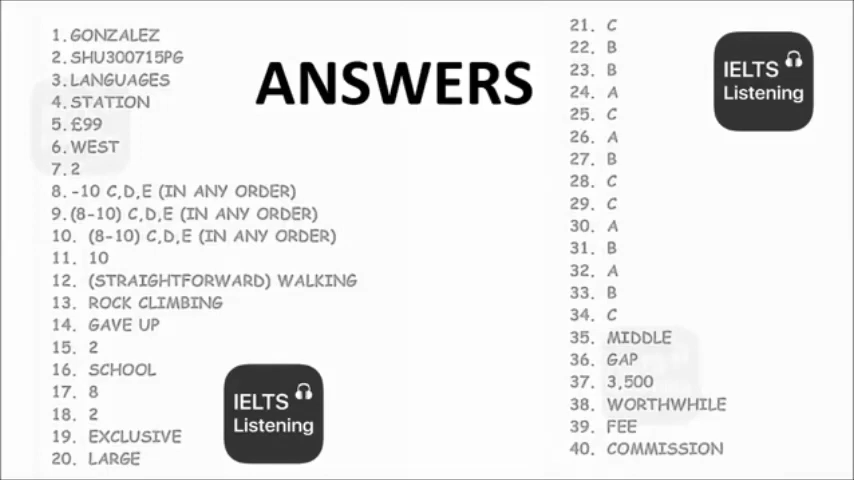 1. GONZALEZ
2. SHU300715PG
3. LANGUAGES
4. STATION
5. £99
6. WEST
7. 2
8. -10 C,D,E (IN ANY ORDER)
9. (8-10) C,D,E (IN ANY ORDER)
10. (8-10) C,D,E (IN ANY ORDER)
11. 10
12. (STRAIGHTFORWARD) WALKING
13. ROCK CLIMBING
14. GAVE UP
15. 2
16. SCHOOL
17. 8
18. 2
19. EXCLUSIVE
20. LARGE
ANSWERS
IELTS
Listening
21. C
22. B
23. B
24. A
25. C
26. A
27. B
28. C
29. C
30. A
31. B
32. A
33. B
34. C
35. MIDDLE
36. GAP
37. 3,500
38. WORTHWHILE
39. FEE
40. COMMISSION
IELTS
Listening